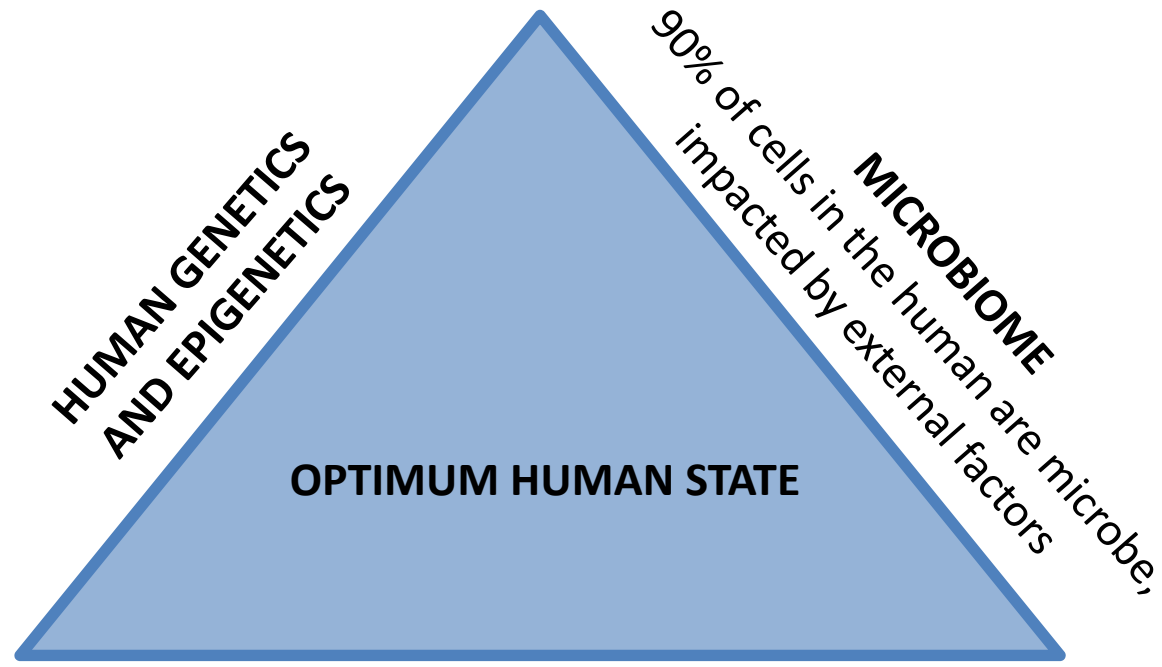 HUMAN GENETICS
AND EPIGENETICS
MICROBIOME
90% of cells in the human are microbe,
impacted by external factors
OPTIMUM HUMAN STATE